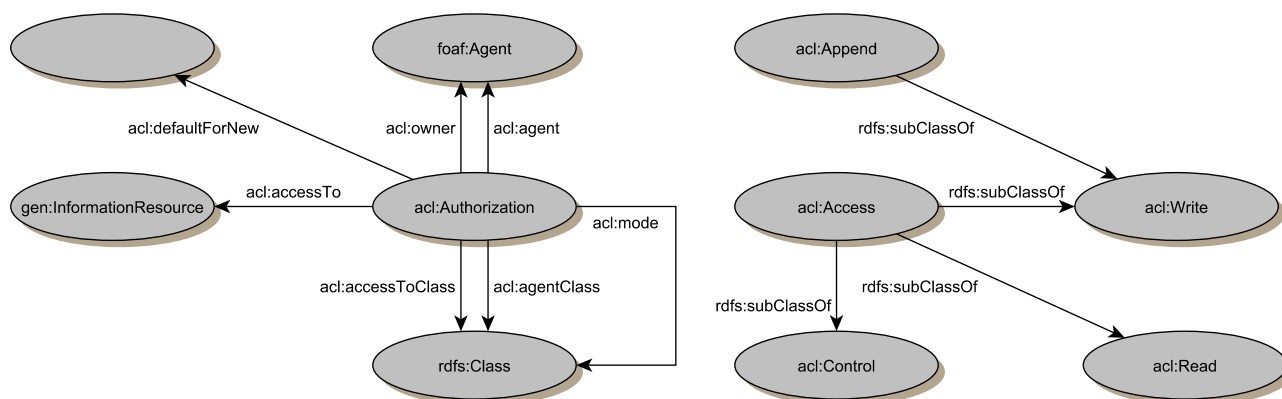 foaf:Agent
acl:Append
acl:defaultForNew
acl:owner
acl:agent
rdfs:subClassOf
acl:accessTo
rdfs:subClassOf
gen:InformationResource
acl:Authorization
acl:mode
acl:Access
acl:Write
acl:accessToClass
acl:agentClass
rdfs:subClassOf
rdfs:subClassOf
rdfs:Class
acl:Control
acl:Read